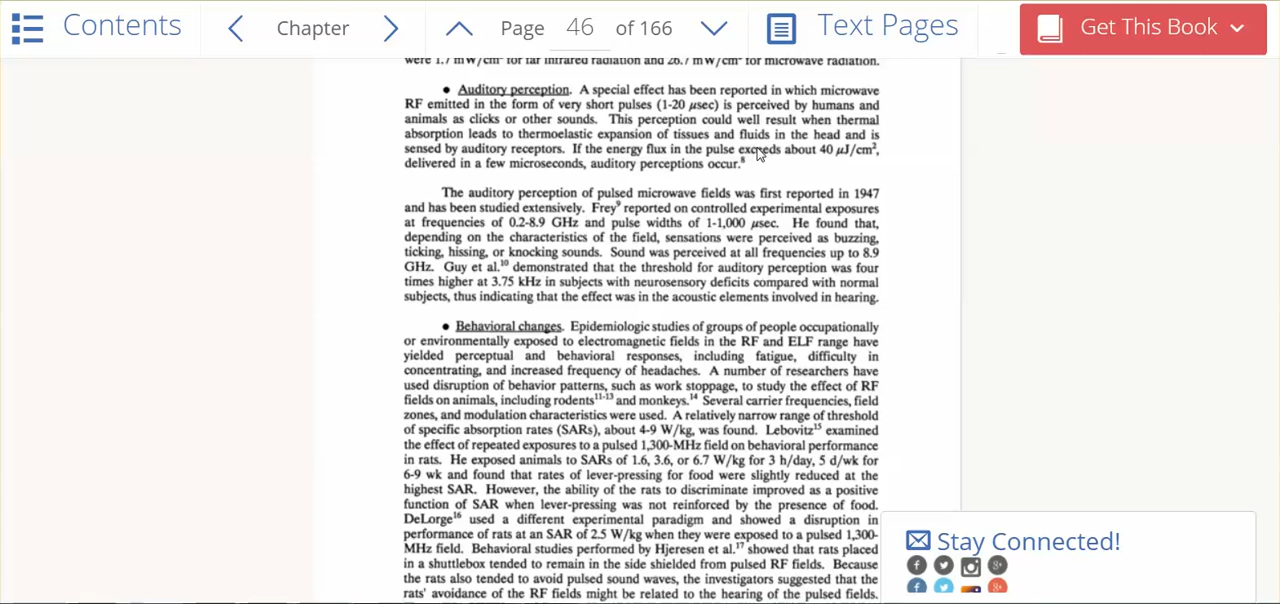 Contents
Chapter
Page 46 of 166
Text Pages
Get This Book
were 1.7 mW/cm² for far infrared radiation and 26.7 mW/cm² for microwave radiation.
● Auditory perception. A special effect has been reported in which microwave
RF emitted in the form of very short pulses (1-20 μsec) is perceived by humans and
animals as clicks or other sounds. This perception could well result when thermal
absorption leads to thermoelastic expansion of tissues and fluids in the head and is
sensed by auditory receptors. If the energy flux in the pulse exceeds about 40 μJ/cm²,
delivered in a few microseconds, auditory perceptions occur.⁸
The auditory perception of pulsed microwave fields was first reported in 1947
and has been studied extensively. Frey⁹ reported on controlled experimental exposures
at frequencies of 0.2-8.9 GHz and pulse widths of 1-1,000 μsec. He found that,
depending on the characteristics of the field, sensations were perceived as buzzing,
ticking, hissing, or knocking sounds. Sound was perceived at all frequencies up to 8.9
GHz. Guy et al.¹⁰ demonstrated that the threshold for auditory perception was four
times higher at 3.75 kHz in subjects with neurosensory deficits compared with normal
subjects, thus indicating that the effect was in the acoustic elements involved in hearing.
● Behavioral changes. Epidemiologic studies of groups of people occupationally
or environmentally exposed to electromagnetic fields in the RF and ELF range have
yielded perceptual and behavioral responses, including fatigue, difficulty in
concentrating, and increased frequency of headaches. A number of researchers have
used disruption of behavior patterns, such as work stoppage, to study the effect of RF
fields on animals, including rodents¹¹⁻¹³ and monkeys.¹⁴ Several carrier frequencies, field
zones, and modulation characteristics were used. A relatively narrow range of threshold
of specific absorption rates (SARs), about 4-9 W/kg, was found. Lebovitz¹⁵ examined
the effect of repeated exposures to a pulsed 1,300-MHz field on behavioral performance
in rats. He exposed animals to SARs of 1.6, 3.6, or 6.7 W/kg for 3 h/day, 5 d/wk for
6-9 wk and found that rates of lever-pressing for food were slightly reduced at the
highest SAR. However, the ability of the rats to discriminate improved as a positive
function of SAR when lever-pressing was not reinforced by the presence of food.
DeLorge¹⁶ used a different experimental paradigm and showed a disruption in
performance of rats at an SAR of 2.5 W/kg when they were exposed to a pulsed 1,300-
MHz field. Behavioral studies performed by Hjeresen et al.¹⁷ showed that rats placed
in a shuttlebox tended to remain in the side shielded from pulsed RF fields. Because
the rats also tended to avoid pulsed sound waves, the investigators suggested that the
rats' avoidance of the RF fields might be related to the hearing of the pulsed fields.
Stay Connected!